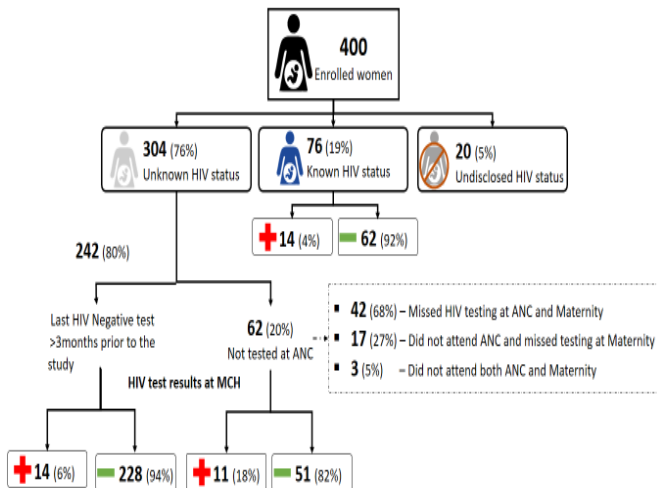 400
Enrolled women
304 (76%)
Unknown HIV status
76 (19%)
Known HIV status
20 (5%)
Undisclosed HIV status
14 (4%)
62 (92%)
242 (80%)
Last HIV Negative test
>3months prior to the
study
62 (20%)
Not tested at ANC
▪ 42 (68%) – Missed HIV testing at ANC and Maternity
▪ 17 (27%) – Did not attend ANC and missed testing at Maternity
▪ 3 (5%) – Did not attend both ANC and Maternity
HIV test results at MCH
14 (6%)
228 (94%)
11 (18%)
51 (82%)